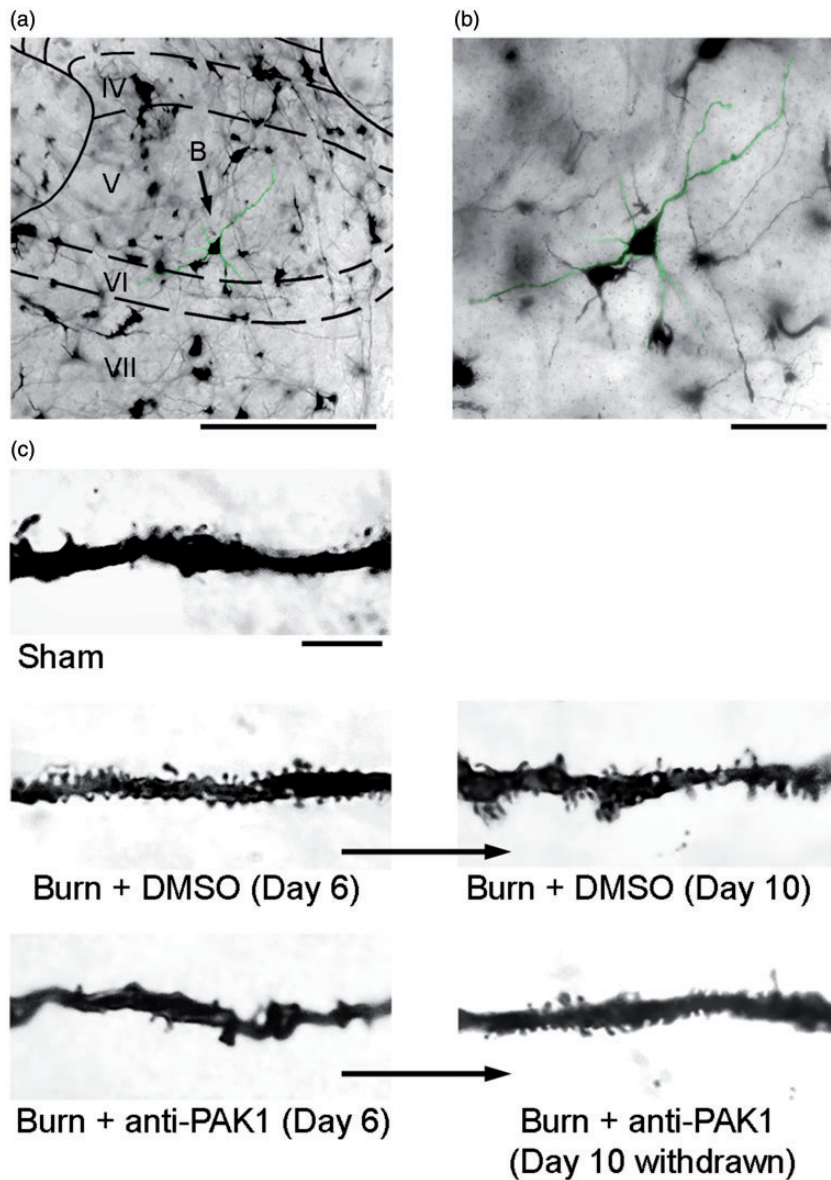 (a)
(b)
IV
B
V
VI
VII
(c)
Sham
Burn + DMSO (Day 6)
Burn + DMSO (Day 10)
Burn + anti-PAK1 (Day 6)
Burn + anti-PAK1
(Day 10 withdrawn)